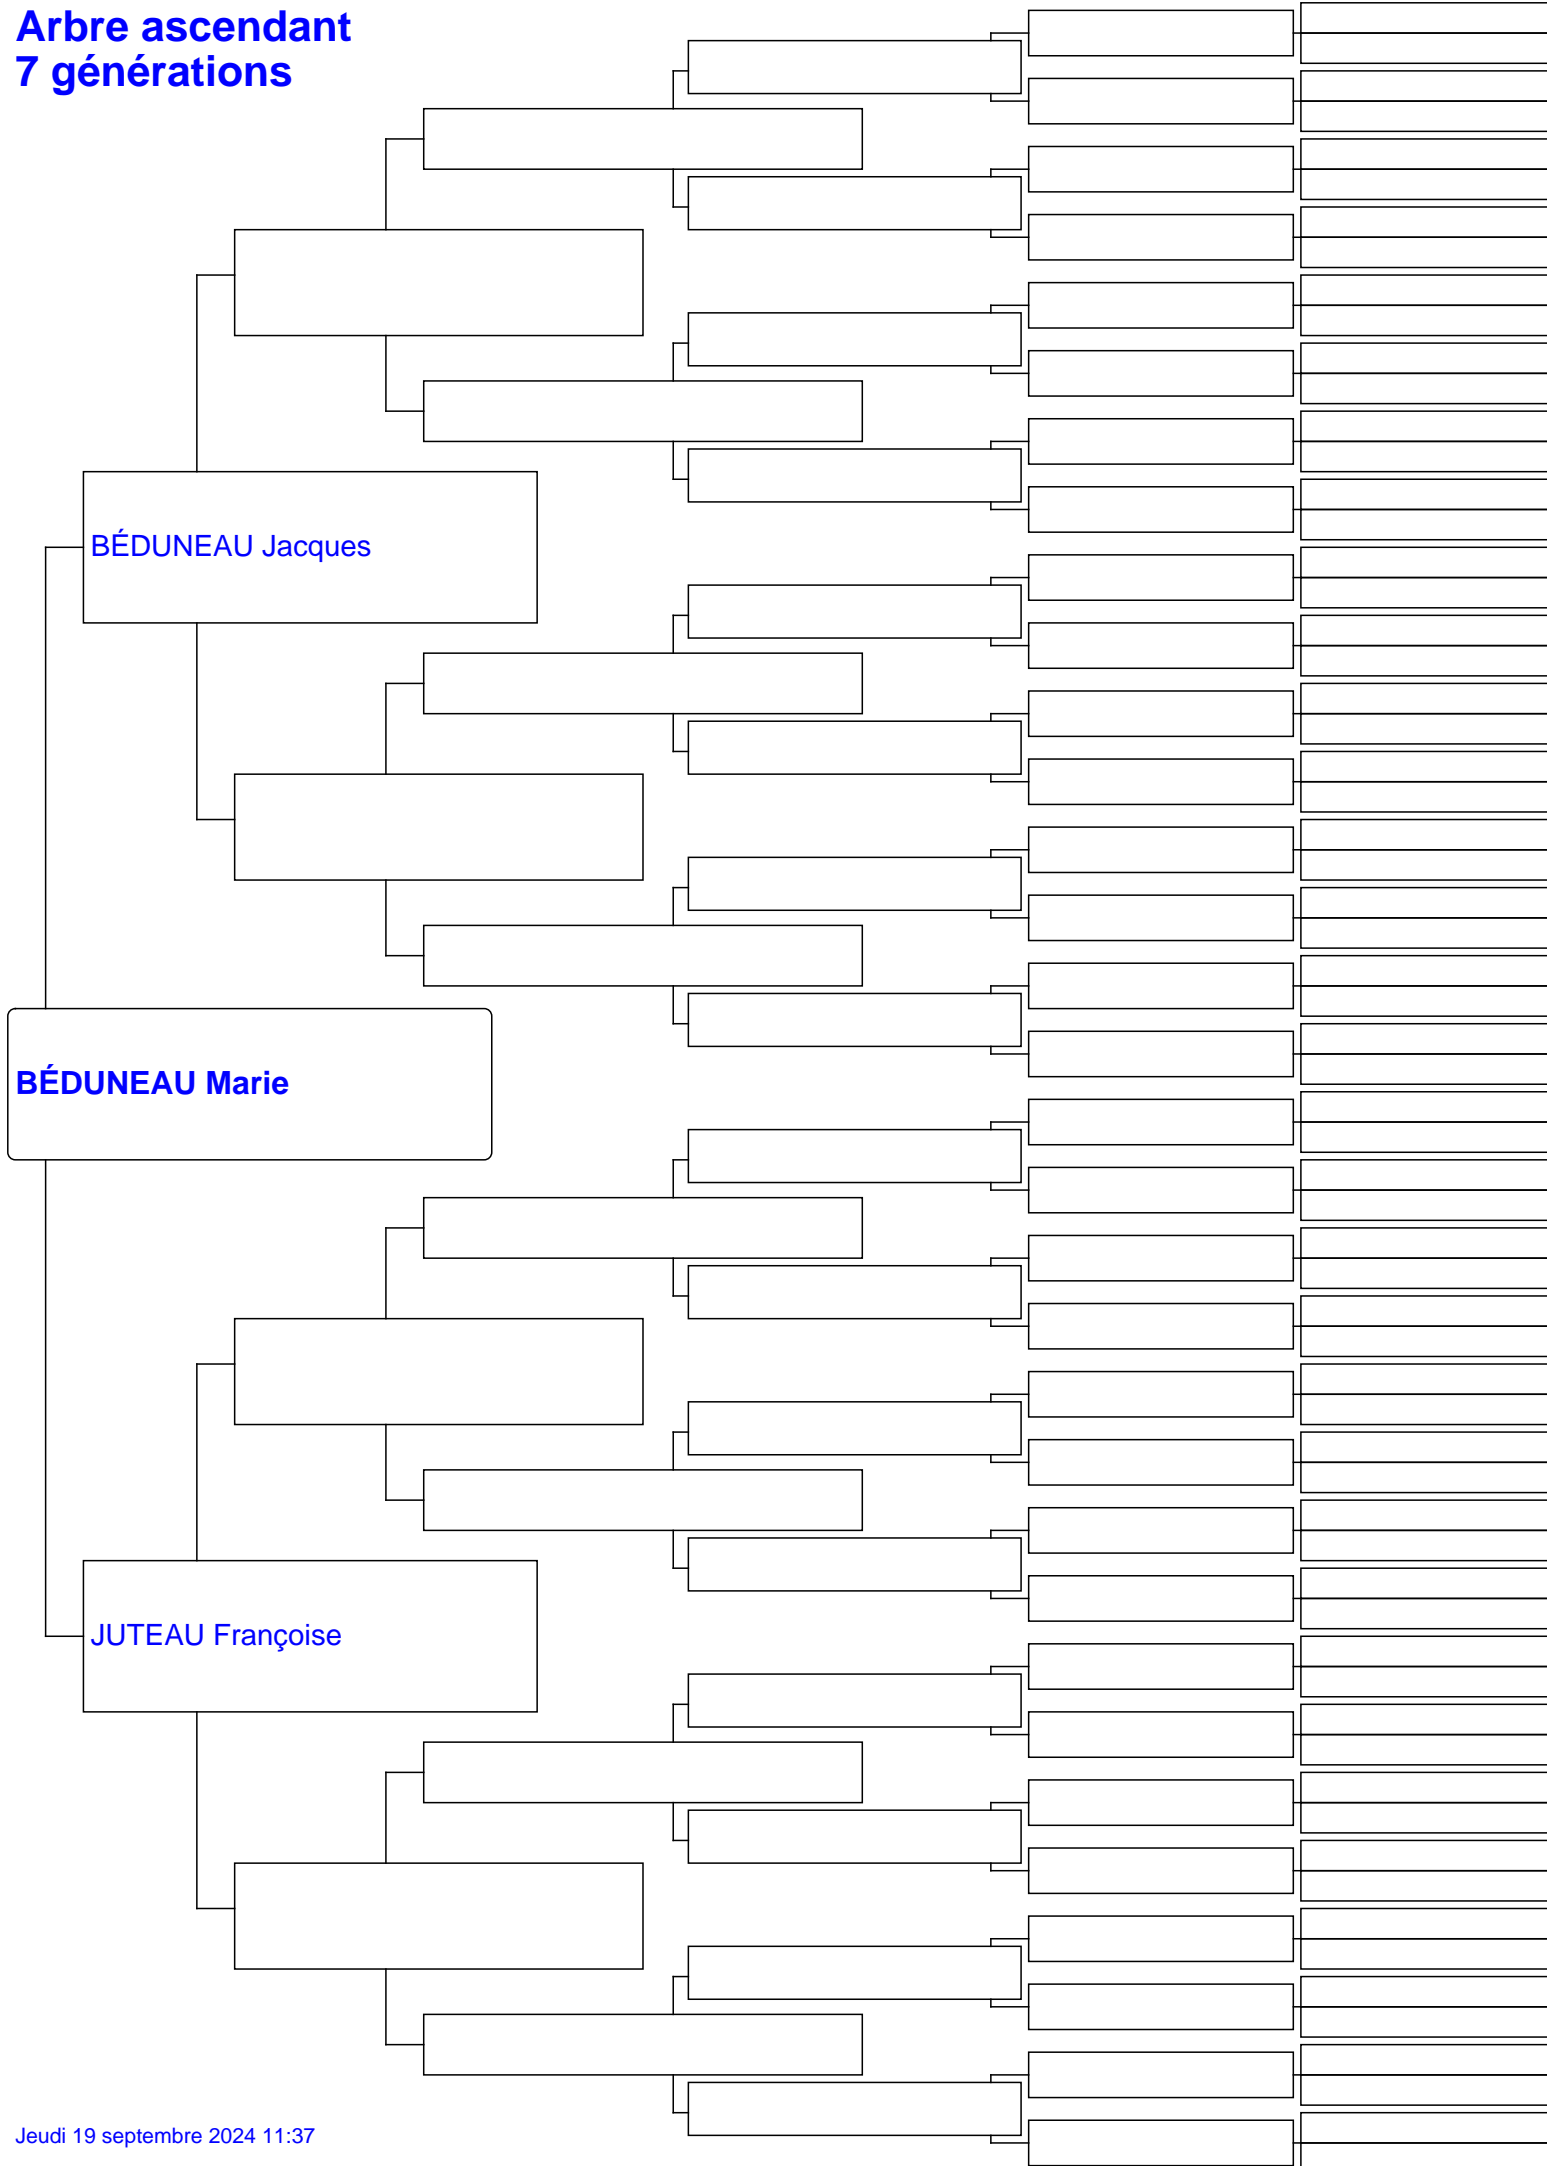 Arbre ascendant
7 générations
BÉDUNEAU Jacques
BÉDUNEAU Marie
JUTEAU Françoise
Jeudi 19 septembre 2024 11:37